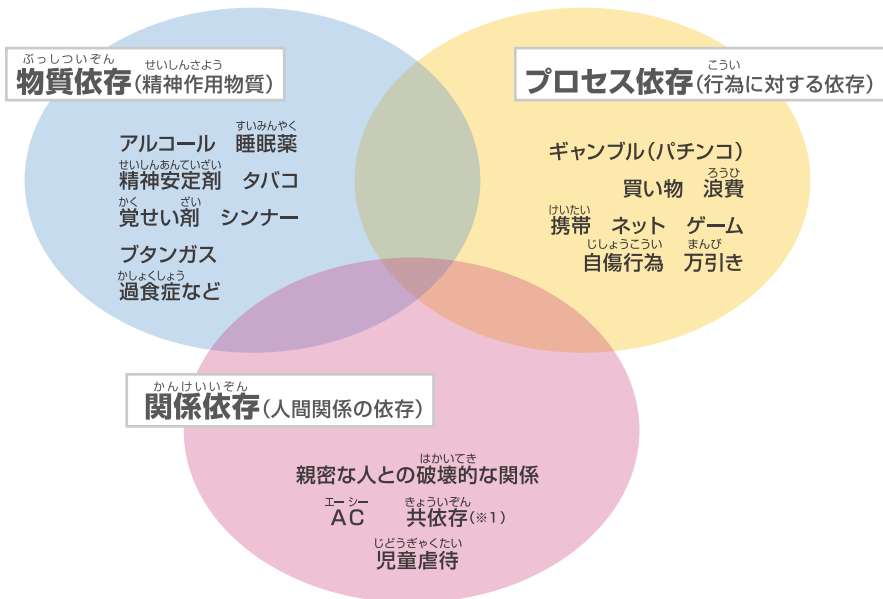 ぶっしついぞん せいしんさよう
物質依存(精神作用物質)
すいみんやく
アルコール 睡眠薬
せいしんあんていざい
精神安定剤 タバコ
かく ざい
覚せい剤 シンナー
ブタンガス
かしょくしょう
過食症など
こうい
プロセス依存(行為に対する依存)
ギャンブル(パチンコ)
ろうひ
買い物 浪費
けいたい
携帯 ネット ゲーム
じしょうこうい まんび
自傷行為 万引き
かんけいいぞん
関係依存(人間関係の依存)
はかいてき
親密な人との破壊的な関係
エーシー きょういぞん
AC 共依存(※1)
じどうぎゃくたい
児童虐待